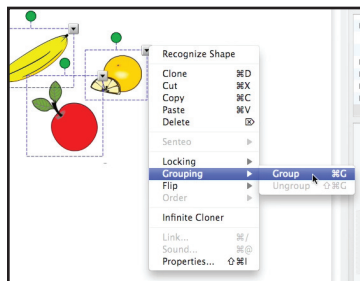 Recognize Shape
Clone ⌘D
Cut ⌘X
Copy ⌘C
Paste ⌘V
Delete ⌦
Senteo ▶
Locking ▶
Grouping ▶
Group ⌘G
Flip ▶
Ungroup ⇧⌘G
Order ▶
Infinite Cloner
Link... ⌘/
Sound... ⌘@
Properties... ⇧⌘I